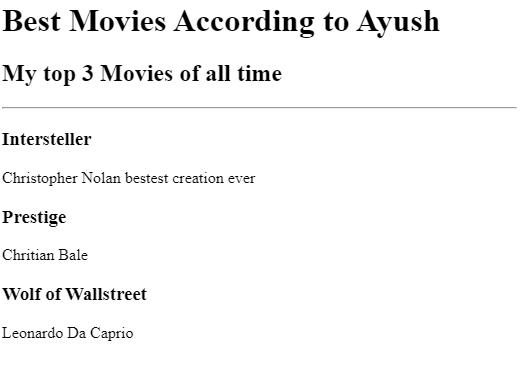 Best Movies According to Ayush
My top 3 Movies of all time
Intersteller
Christopher Nolan bestest creation ever
Prestige
Chritian Bale
Wolf of Wallstreet
Leonardo Da Caprio